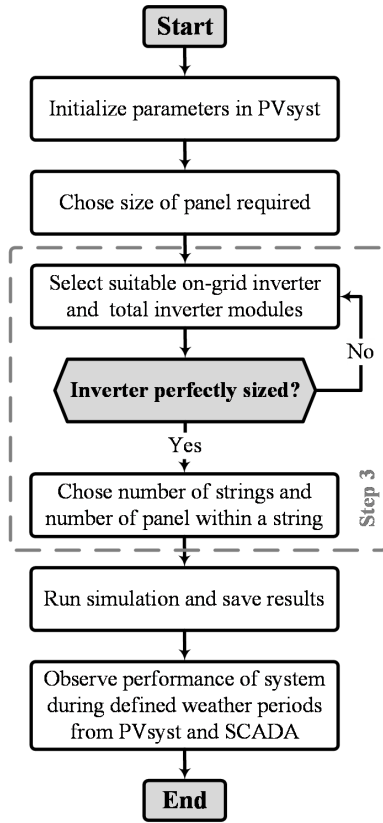 Start
Initialize parameters in PVsyst
Chose size of panel required
Select suitable on-grid inverter
and total inverter modules
No
Inverter perfectly sized?
Yes
Chose number of strings and
number of panel within a string
Step 3
Run simulation and save results
Observe performance of system
during defined weather periods
from PVsyst and SCADA
End